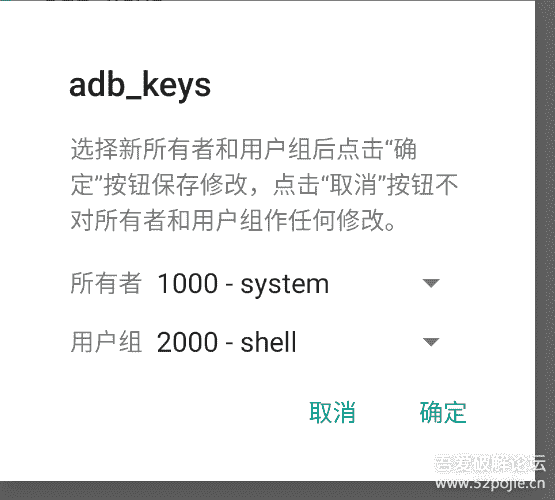 adb_keys
选择新所有者和用户组后点击“确
定”按钮保存修改，点击“取消”按钮不
对所有者和用户组作任何修改。
所有者 1000 - system
用户组 2000 - shell
取消 确定
吾爱破解论坛
www.52pojie.cn